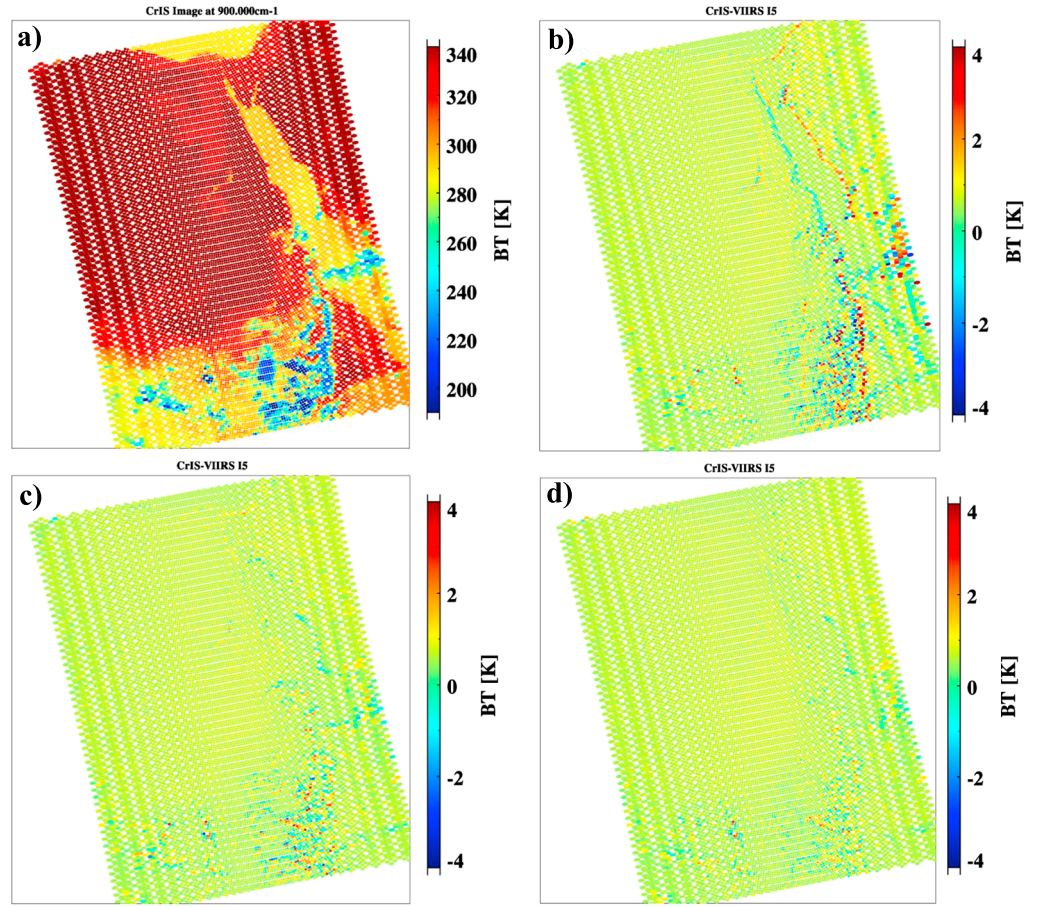 CrIS Image at 900.000cm-1
a)
340
320
300
280
260
240
220
200
BT [K]
CrIS-VIIRS I5
b)
4
2
0
-2
-4
BT [K]
CrIS-VIIRS I5
c)
4
2
0
-2
-4
BT [K]
CrIS-VIIRS I5
d)
4
2
0
-2
-4
BT [K]